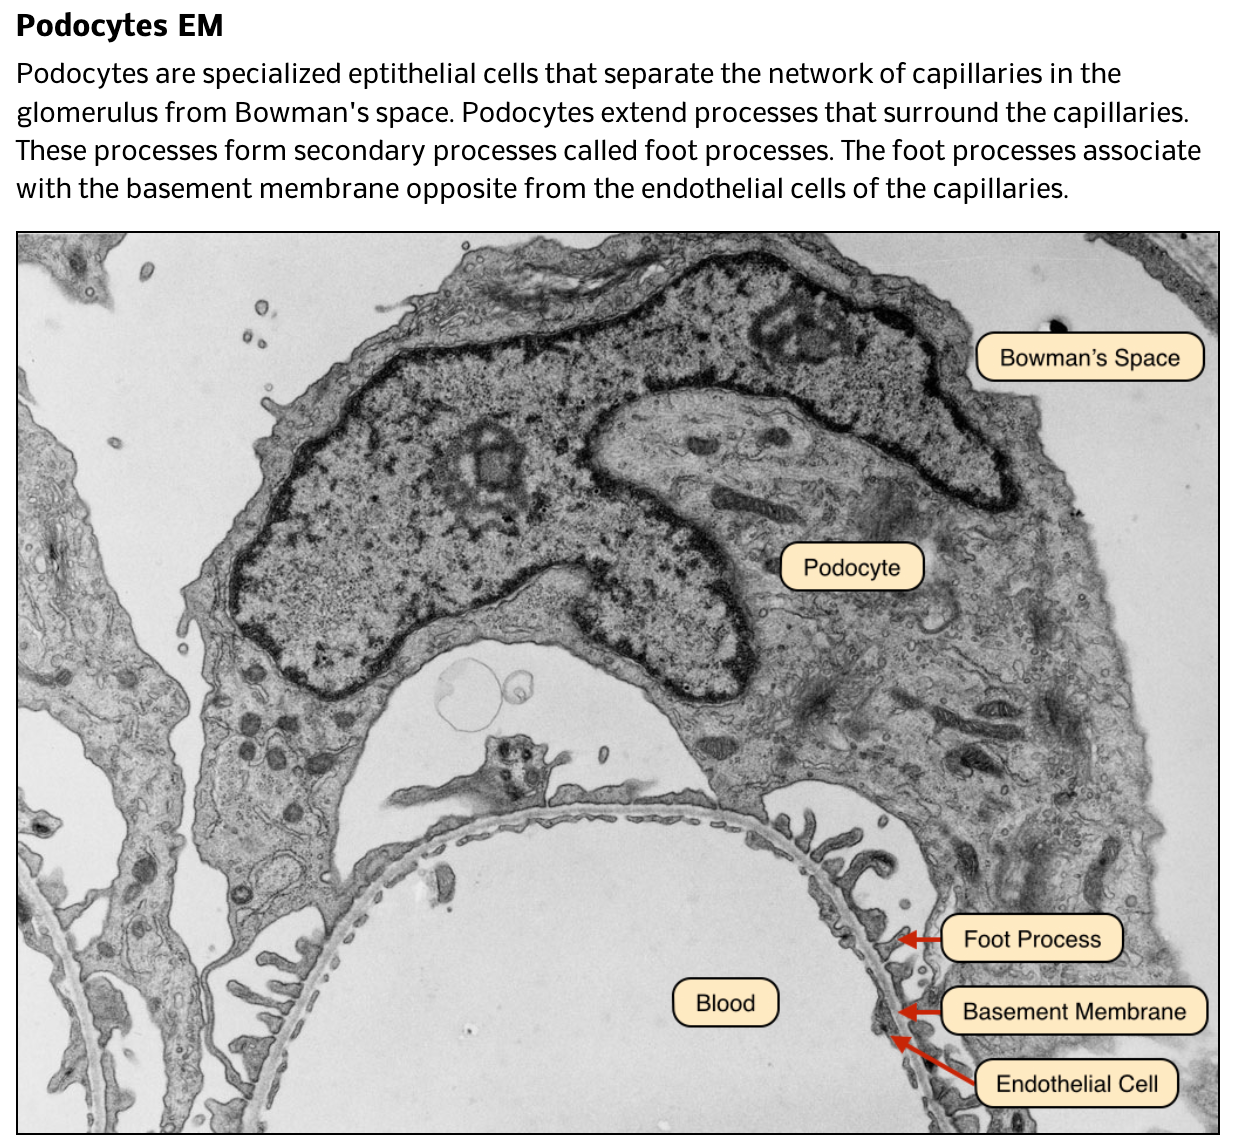 Podocytes EM
Podocytes are specialized eptithelial cells that separate the network of capillaries in the
glomerulus from Bowman's space. Podocytes extend processes that surround the capillaries.
These processes form secondary processes called foot processes. The foot processes associate
with the basement membrane opposite from the endothelial cells of the capillaries.
Bowman’s Space
Podocyte
Foot Process
Blood
Basement Membrane
Endothelial Cell